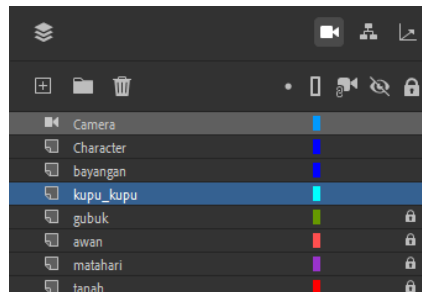 Camera
Character
bayangan
kupu_kupu
gubuk
awan
matahari
tanah